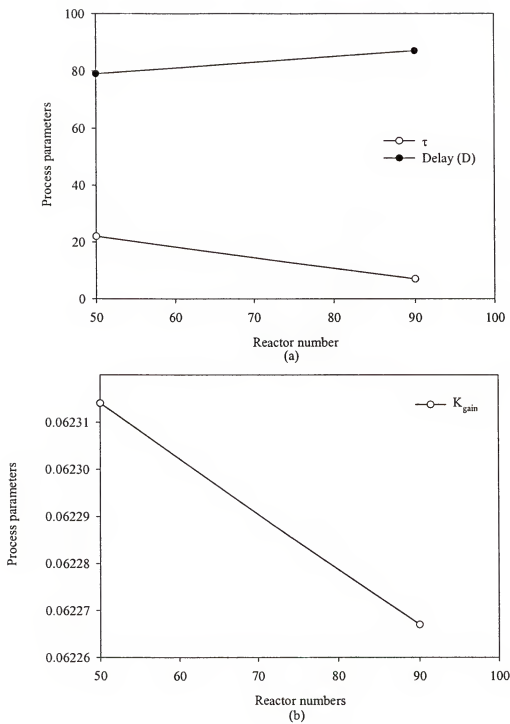 100
80
60
40
20
0
Process parameters
τ
Delay (D)
50 60 70 80 90 100
Reactor number
(a)
K gain
0.06231
0.06230
0.06229
0.06228
0.06227
0.06226
Process parameters
50 60 70 80 90 100
Reactor numbers
(b)